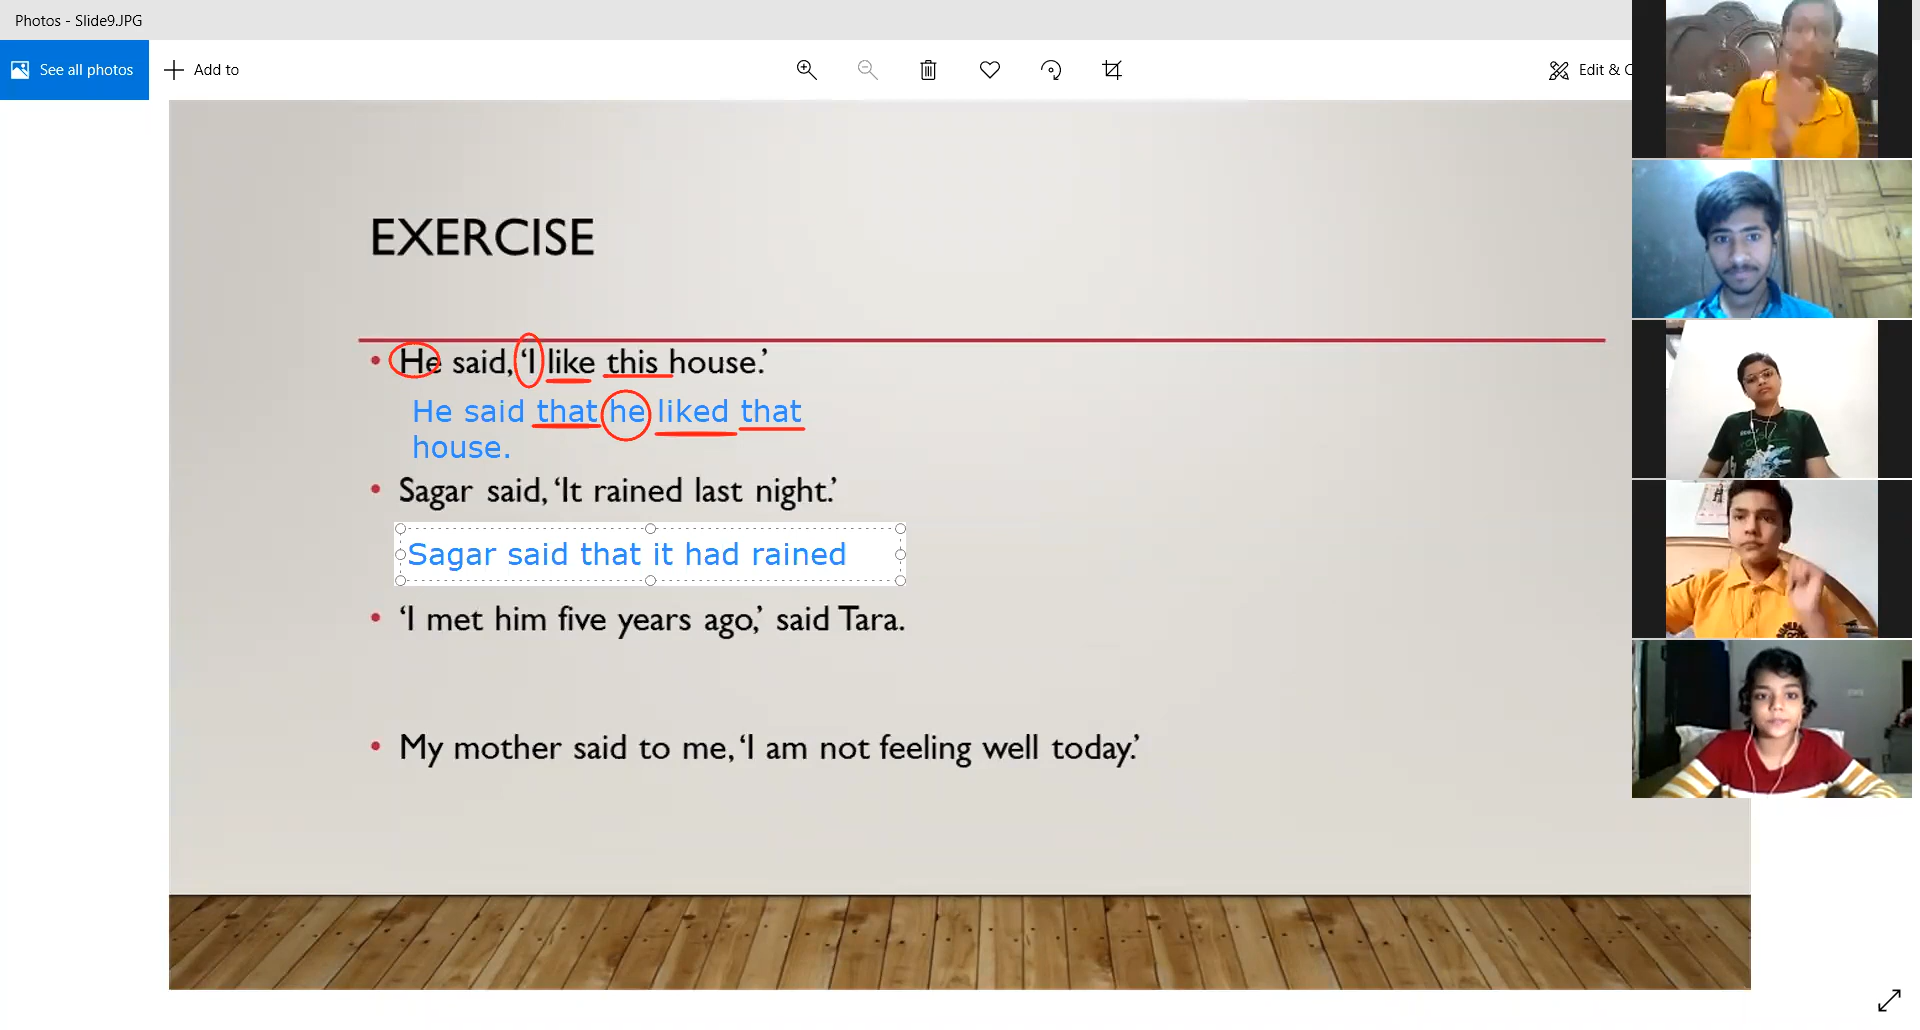 Photos - Slide9.JPG
See all photos
Add to
Edit & C
EXERCISE
• He said, ‘I like this house.’
He said that he liked that
house.
• Sagar said, ‘It rained last night.’
Sagar said that it had rained
• ‘I met him five years ago,’ said Tara.
• My mother said to me, ‘I am not feeling well today.’